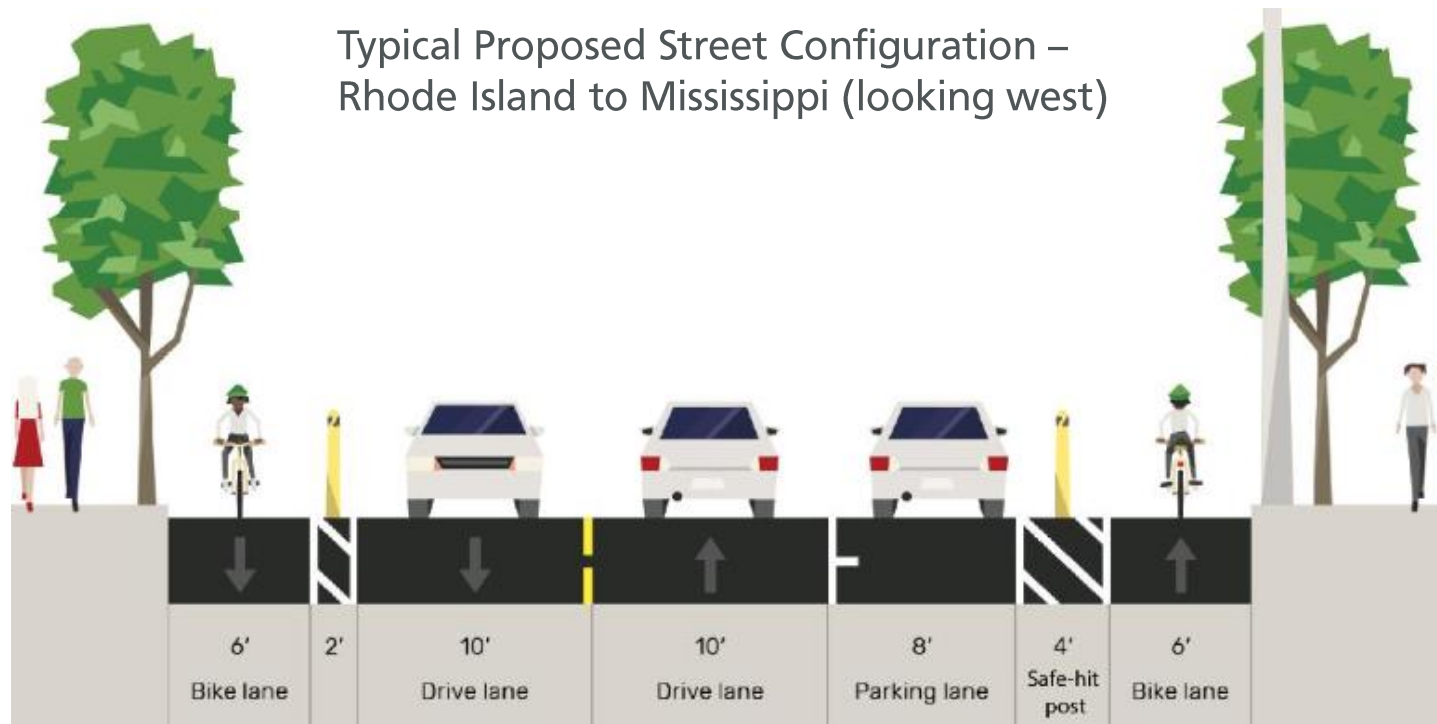 Typical Proposed Street Configuration –
Rhode Island to Mississippi (looking west)
6' 2' 10' 10' 8' 4' 6'
Bike lane Drive lane Drive lane Parking lane Safe-hit post Bike lane